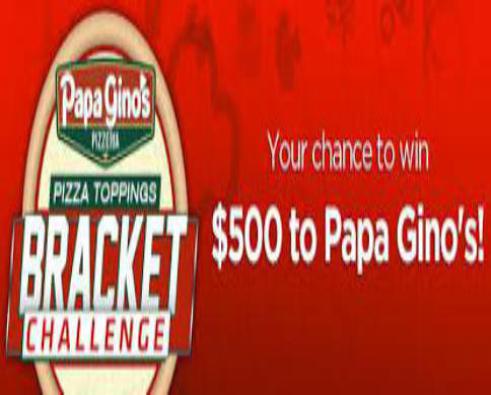 Papa Gino's
PIZZERIA
PIZZA TOPPINGS
BRACKET
CHALLENGE
Your chance to win
$500 to Papa Gino's!